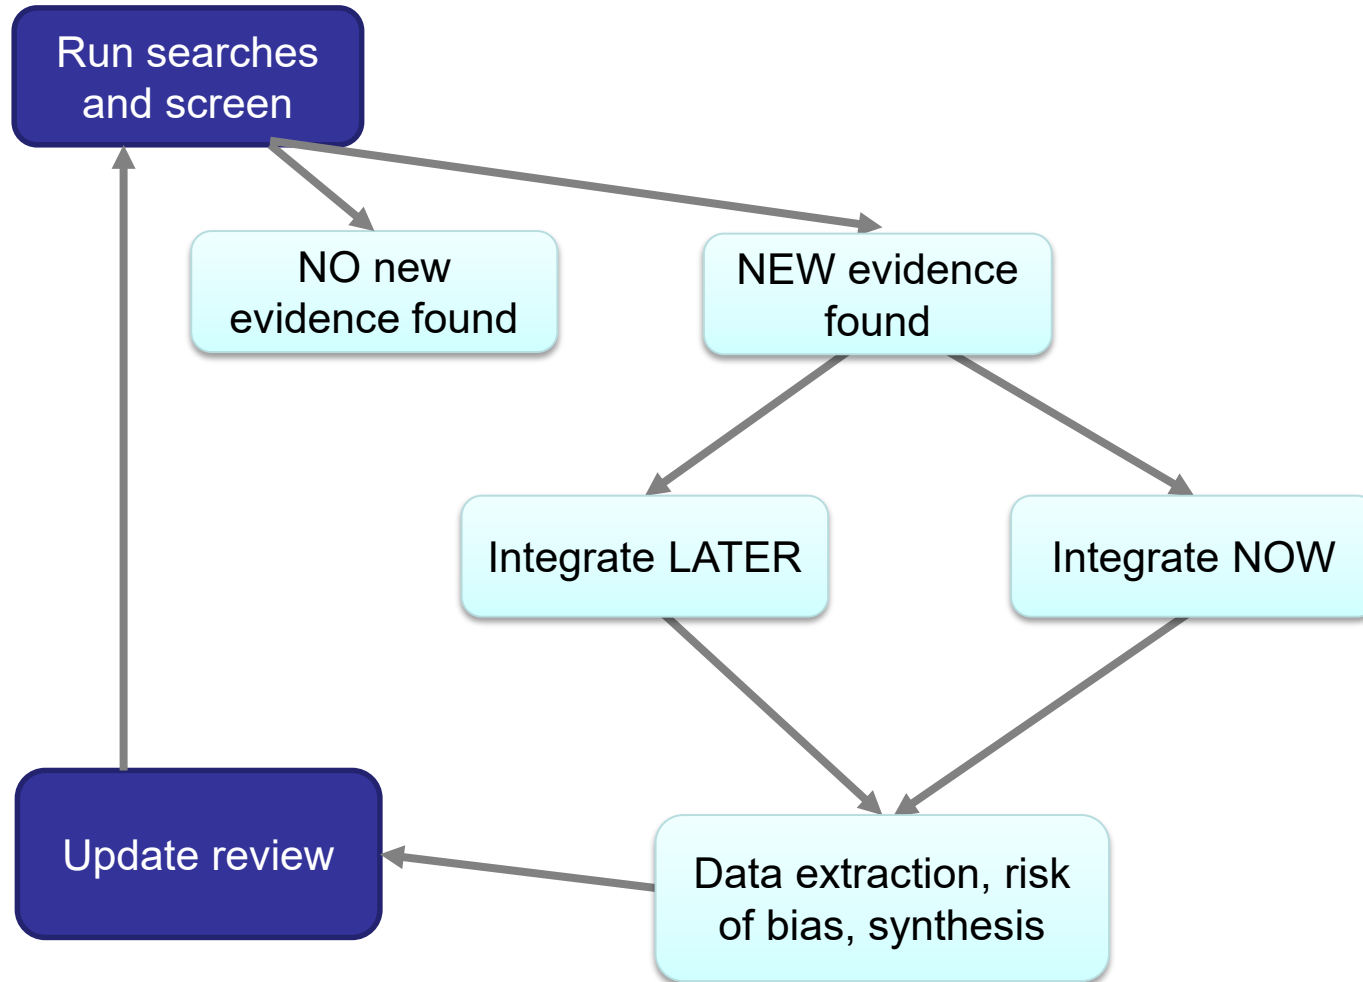 Run searches
and screen
NO new
evidence found
NEW evidence
found
Integrate LATER
Integrate NOW
Update review
Data extraction, risk
of bias, synthesis